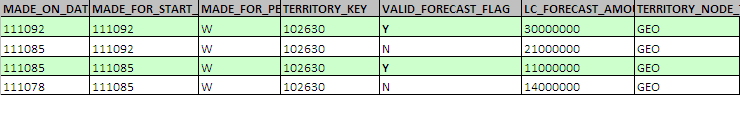 MADE_ON_DAT MADE_FOR_START_ MADE_FOR_PE TERRITORY_KEY VALID_FORECAST_FLAG LC_FORECAST_AMOU TERRITORY_NODE_
111092 111092 W 102630 Y 30000000 GEO
111085 111092 W 102630 N 21000000 GEO
111085 111085 W 102630 Y 11000000 GEO
111078 111085 W 102630 N 14000000 GEO